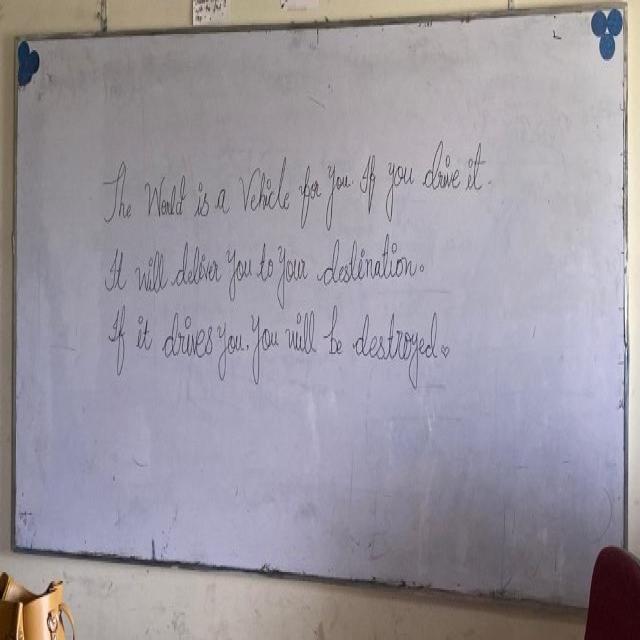 The World is a Vehicle for You If you drive it.
It will deliver You to Your destination.
If it drives You. You will be destroyed.